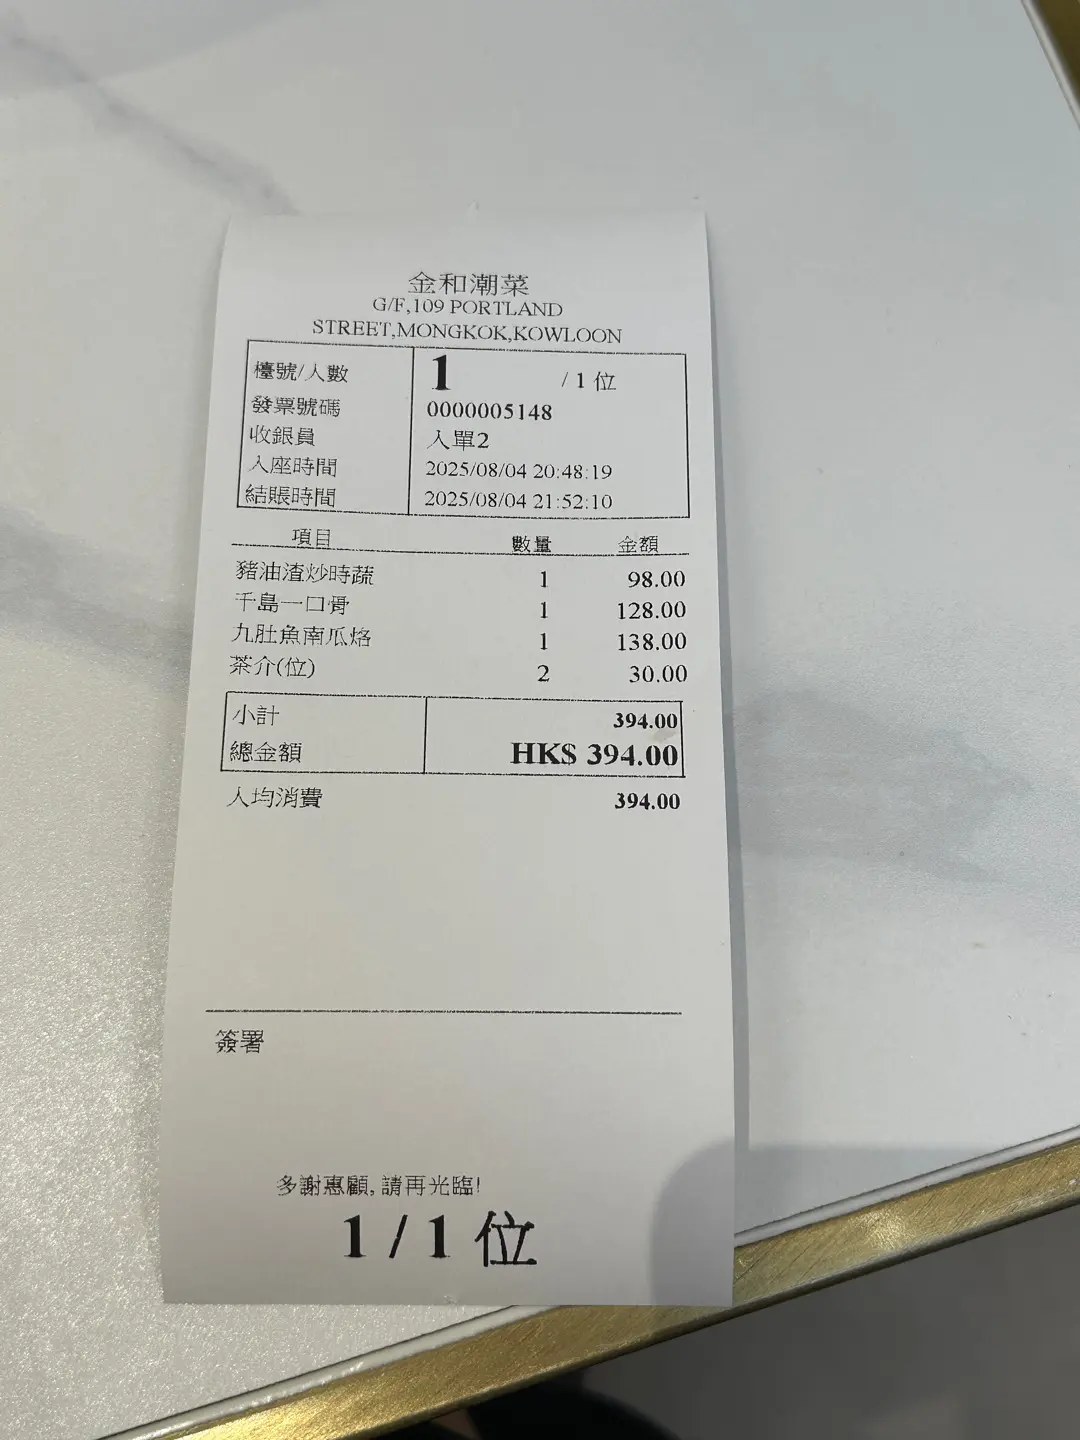 金和潮菜
G/F,109 PORTLAND
STREET,MONGKOK,KOWLOON
檯號/人數 1 / 1 位
發票號碼 0000005148
收銀員 入單2
入座時間 2025/08/04 20:48:19
結賬時間 2025/08/04 21:52:10
項目 數量 金額
豬油渣炒時蔬 1 98.00
千島一口骨 1 128.00
九肚魚南瓜烙 1 138.00
茶介(位) 2 30.00
小計 394.00
總金額 HK$ 394.00
人均消費 394.00
簽署
多謝惠顧, 請再光臨!
1 / 1 位